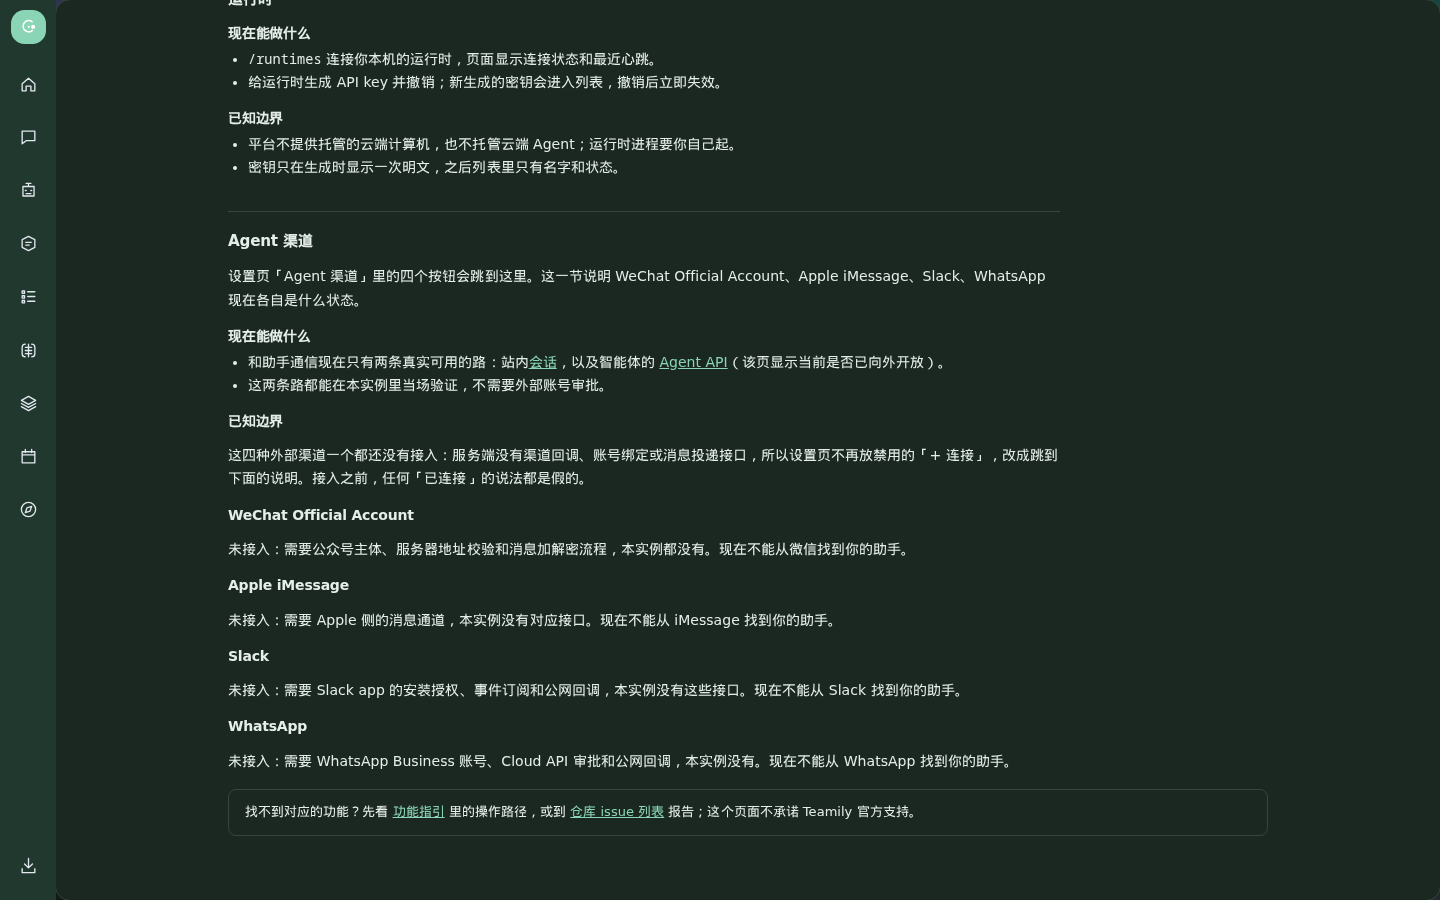 运行时
现在能做什么
• /runtimes 连接你本机的运行时，页面显示连接状态和最近心跳。
• 给运行时生成 API key 并撤销；新生成的密钥会进入列表，撤销后立即失效。
已知边界
• 平台不提供托管的云端计算机，也不托管云端 Agent；运行时进程要你自己起。
• 密钥只在生成时显示一次明文，之后列表里只有名字和状态。
Agent 渠道
设置页「Agent 渠道」里的四个按钮会跳到这里。这一节说明 WeChat Official Account、Apple iMessage、Slack、WhatsApp
现在各自是什么状态。
现在能做什么
• 和助手通信现在只有两条真实可用的路：站内会话，以及智能体的 Agent API（该页显示当前是否已向外开放）。
• 这两条路都能在本实例里当场验证，不需要外部账号审批。
已知边界
这四种外部渠道一个都还没有接入：服务端没有渠道回调、账号绑定或消息投递接口，所以设置页不再放禁用的「+ 连接」，改成跳到
下面的说明。接入之前，任何「已连接」的说法都是假的。
WeChat Official Account
未接入：需要公众号主体、服务器地址校验和消息加解密流程，本实例都没有。现在不能从微信找到你的助手。
Apple iMessage
未接入：需要 Apple 侧的消息通道，本实例没有对应接口。现在不能从 iMessage 找到你的助手。
Slack
未接入：需要 Slack app 的安装授权、事件订阅和公网回调，本实例没有这些接口。现在不能从 Slack 找到你的助手。
WhatsApp
未接入：需要 WhatsApp Business 账号、Cloud API 审批和公网回调，本实例没有。现在不能从 WhatsApp 找到你的助手。
找不到对应的功能？先看 功能指引 里的操作路径，或到 仓库 issue 列表 报告；这个页面不承诺 Teamily 官方支持。